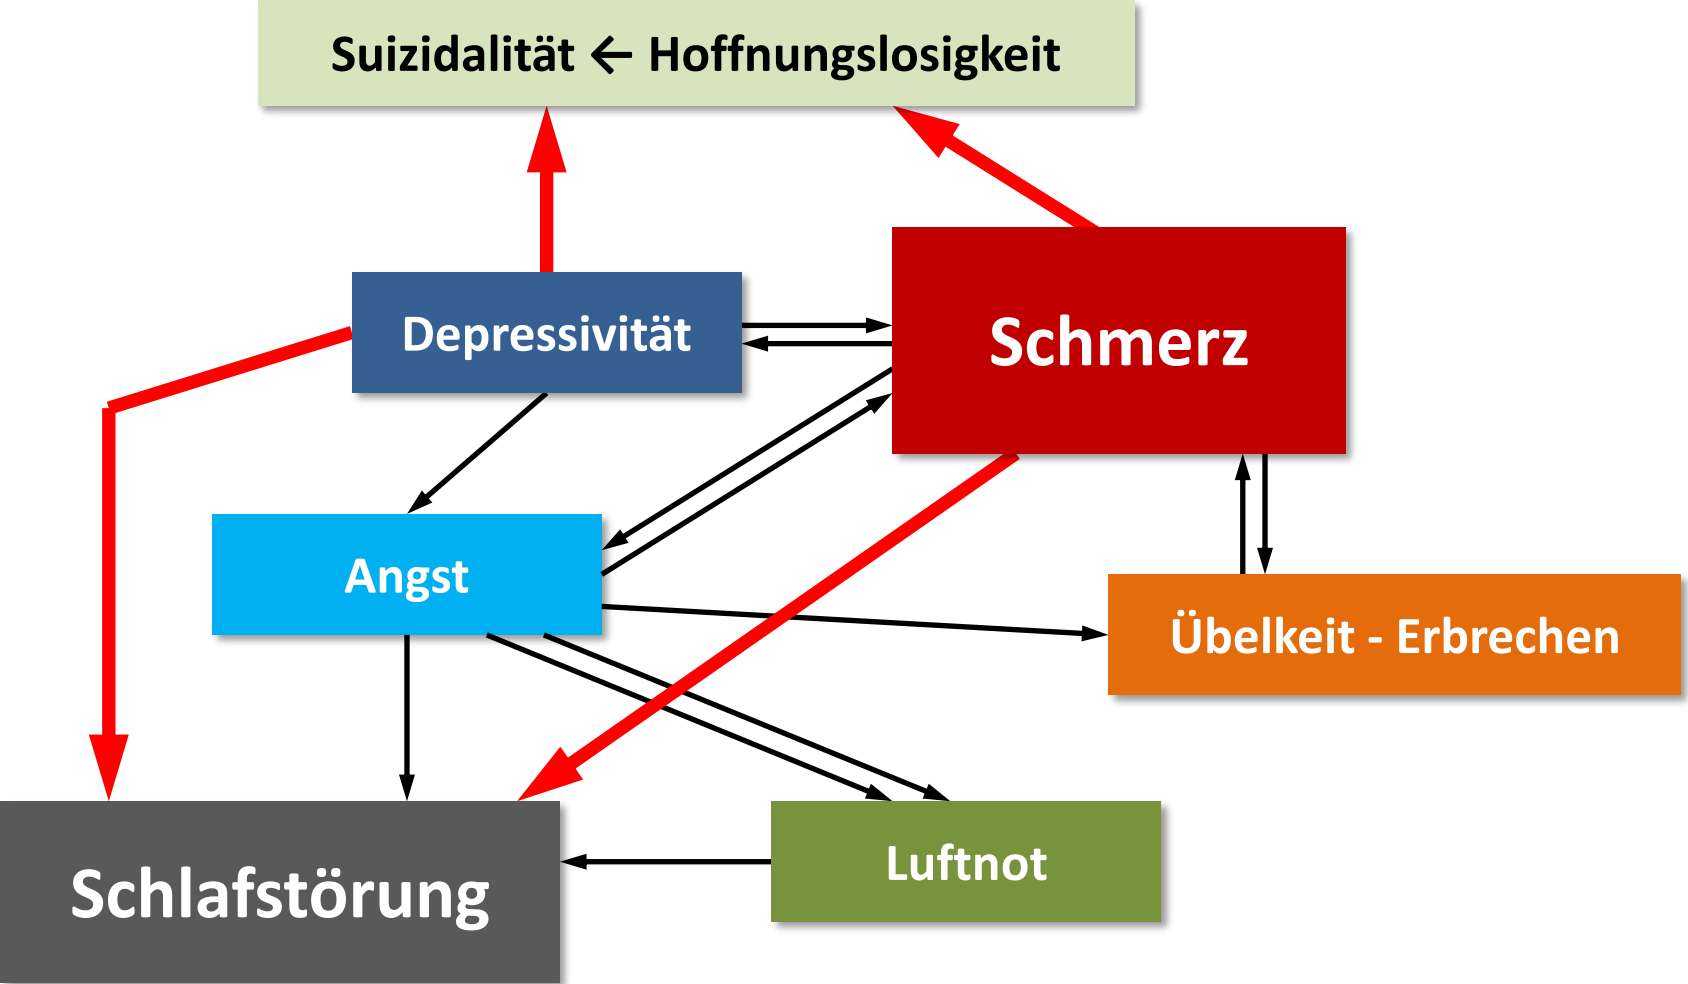 Suizidalität ← Hoffnungslosigkeit
Depressivität
Schmerz
Angst
Übelkeit - Erbrechen
Luftnot
Schlafstörung